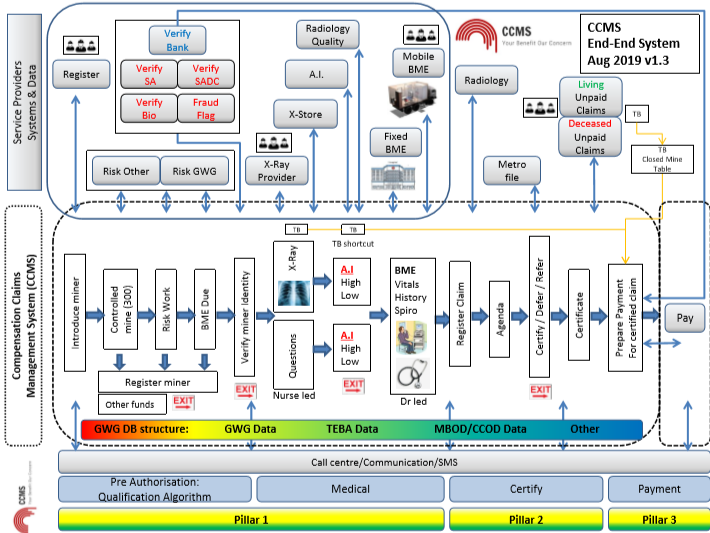 Service Providers
Systems & Data
Register
Verify
Bank
Verify
SA
Verify
SADC
Verify
Bio
Fraud
Flag
Risk Other
Risk GWG
Radiology
Quality
A.I.
X-Store
X-Ray
Provider
Mobile
BME
Fixed
BME
CCMS
Your Benefit Our Concern
CCMS
End-End System
Aug 2019 v1.3
Radiology
Metro
file
Living
Unpaid
Claims
Deceased
Unpaid
Claims
TB
TB
Closed Mine
Table
Compensation Claims
Management System (CCMS)
TB
TB
TB shortcut
Introduce miner
Controlled
mine (300)
Risk Work
BME Due
Verify miner Identity
X-Ray
A.I
High
Low
Questions
A.I
High
Low
Nurse led
BME
Vitals
History
Spiro
Dr led
Register Claim
Agenda
Certify / Defer / Refer
Certificate
Prepare Payment
For certified claim
Pay
Register miner
Other funds
EXIT
EXIT
EXIT
EXIT
GWG DB structure:
GWG Data
TEBA Data
MBOD/CCOD Data
Other
Call centre/Communication/SMS
Pre Authorisation:
Qualification Algorithm
Medical
Certify
Payment
Pillar 1
Pillar 2
Pillar 3
CCMS
Your Benefit Our Concern